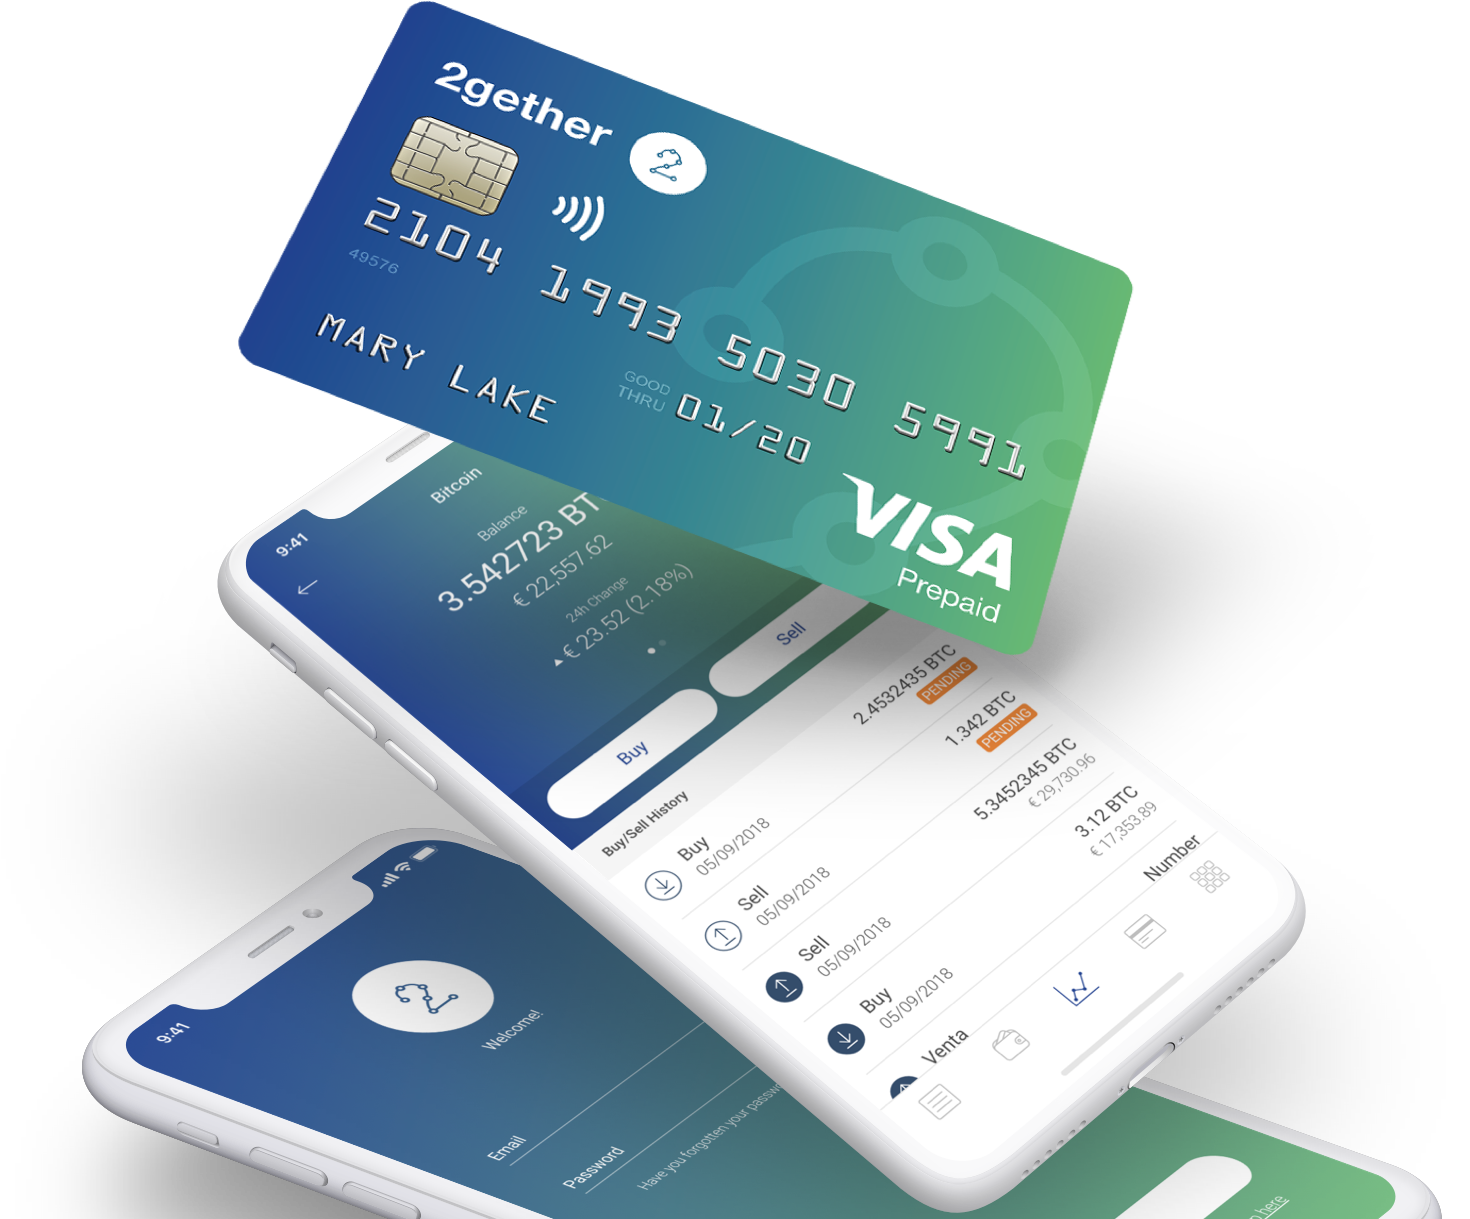 2gether
2104 1993 5030 5991
49576
MARY LAKE
GOOD
THRU
01/20
VISA
Prepaid
9:41
Bitcoin
Balance
3.542723 BT
€ 22,557.62
24h Change
▲€ 23.52 (2.18%)
Buy
Sell
Buy/Sell History
Buy
05/09/2018
2.4532435 BTC
PENDING
Sell
05/09/2018
1.342 BTC
PENDING
Sell
05/09/2018
5.3452345 BTC
€ 29,730.96
Buy
05/09/2018
3.12 BTC
€ 17,353.89
Venta
Number
9:41
Welcome!
Email
Password
Have you forgotten your passw
here